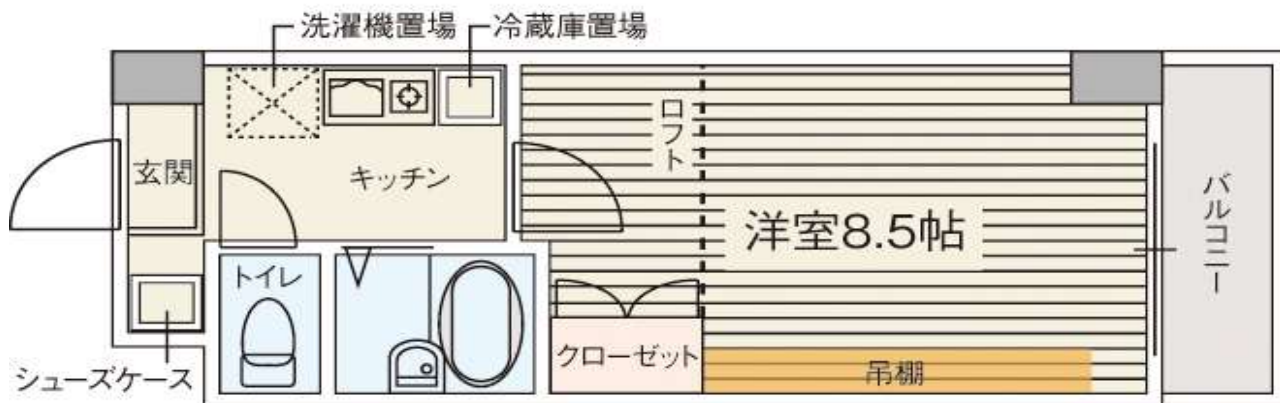 洗濯機置場
冷蔵庫置場
玄関
キッチン
ロフト
洋室8.5帖
バルコニー
トイレ
クローゼット
吊棚
シューズケース